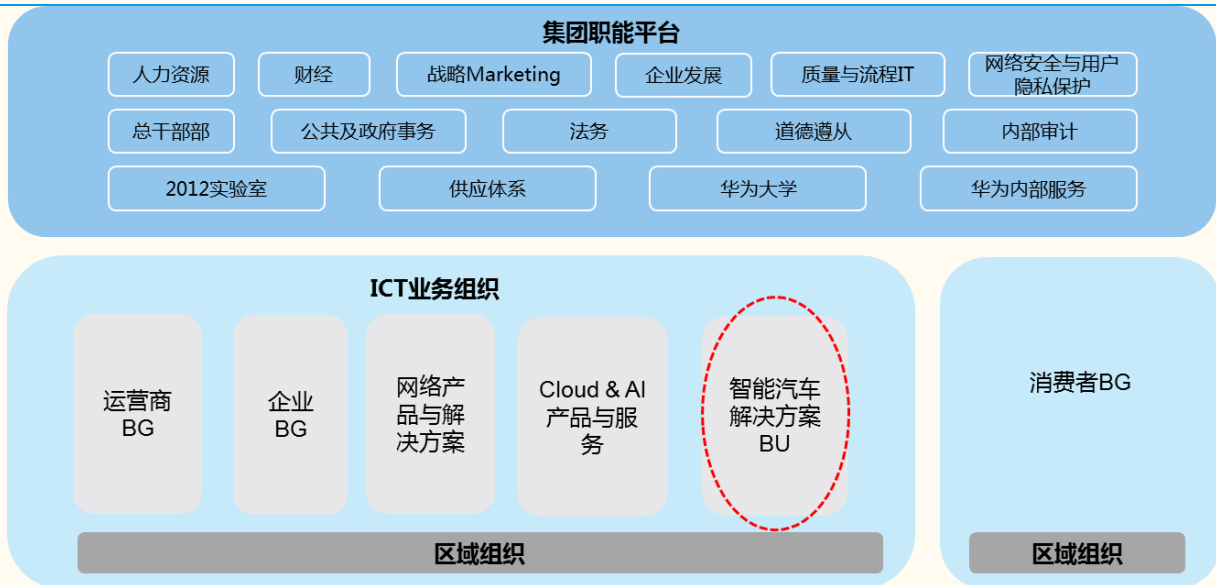 集团职能平台
人力资源
财经
战略Marketing
企业发展
质量与流程IT
网络安全与用户
隐私保护
总干部部
公共及政府事务
法务
道德遵从
内部审计
2012实验室
供应体系
华为大学
华为内部服务
ICT业务组织
运营商
BG
企业
BG
网络产
品与解
决方案
Cloud & AI
产品与服
务
智能汽车
解决方案
BU
区域组织
消费者BG
区域组织